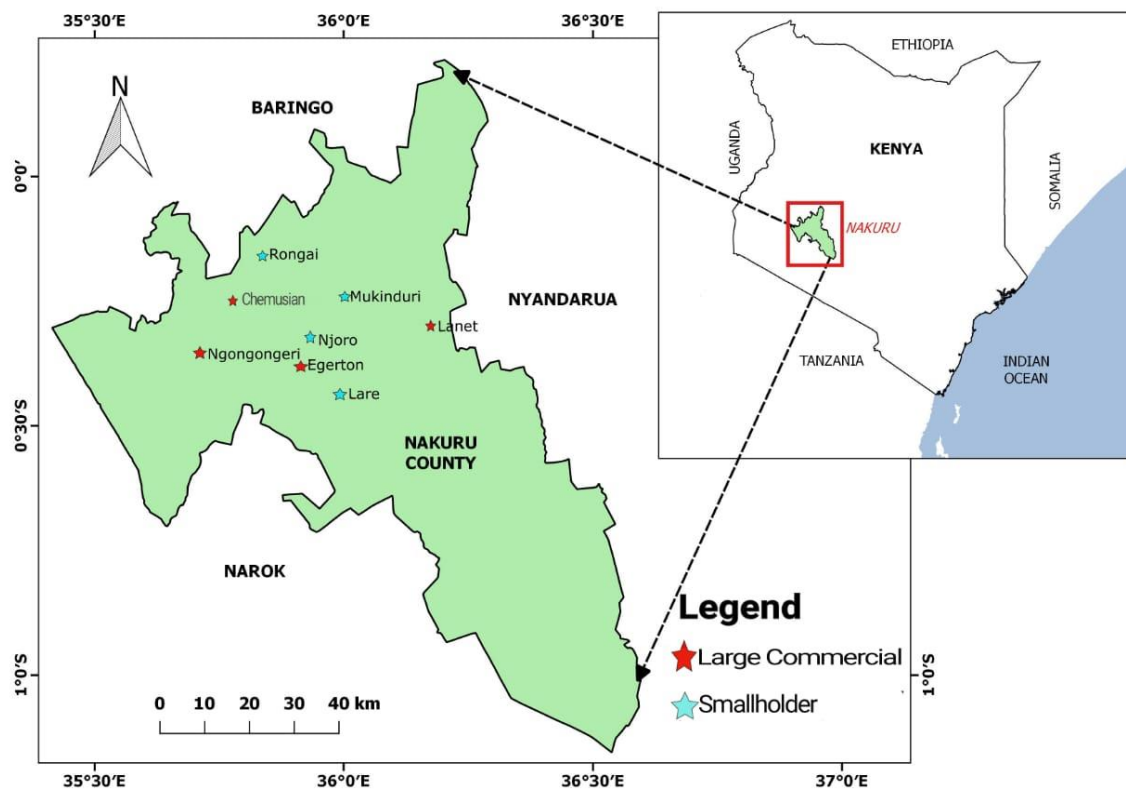 35°30'E
36°0'E
36°30'E
N
BARINGO
0°0'
Rongai
Chemusian
Mukinduri
NYANDARUA
Lanet
Njoro
Ngongongeri
Egerton
Lare
0°30'S
NAKURU
COUNTY
NAROK
1°0'S
0 10 20 30 40 km
35°30'E
36°0'E
36°30'E
37°0'E
1°0'S
ETHIOPIA
UGANDA
KENYA
SOMALIA
NAKURU
TANZANIA
INDIAN
OCEAN
Legend
Large Commercial
Smallholder